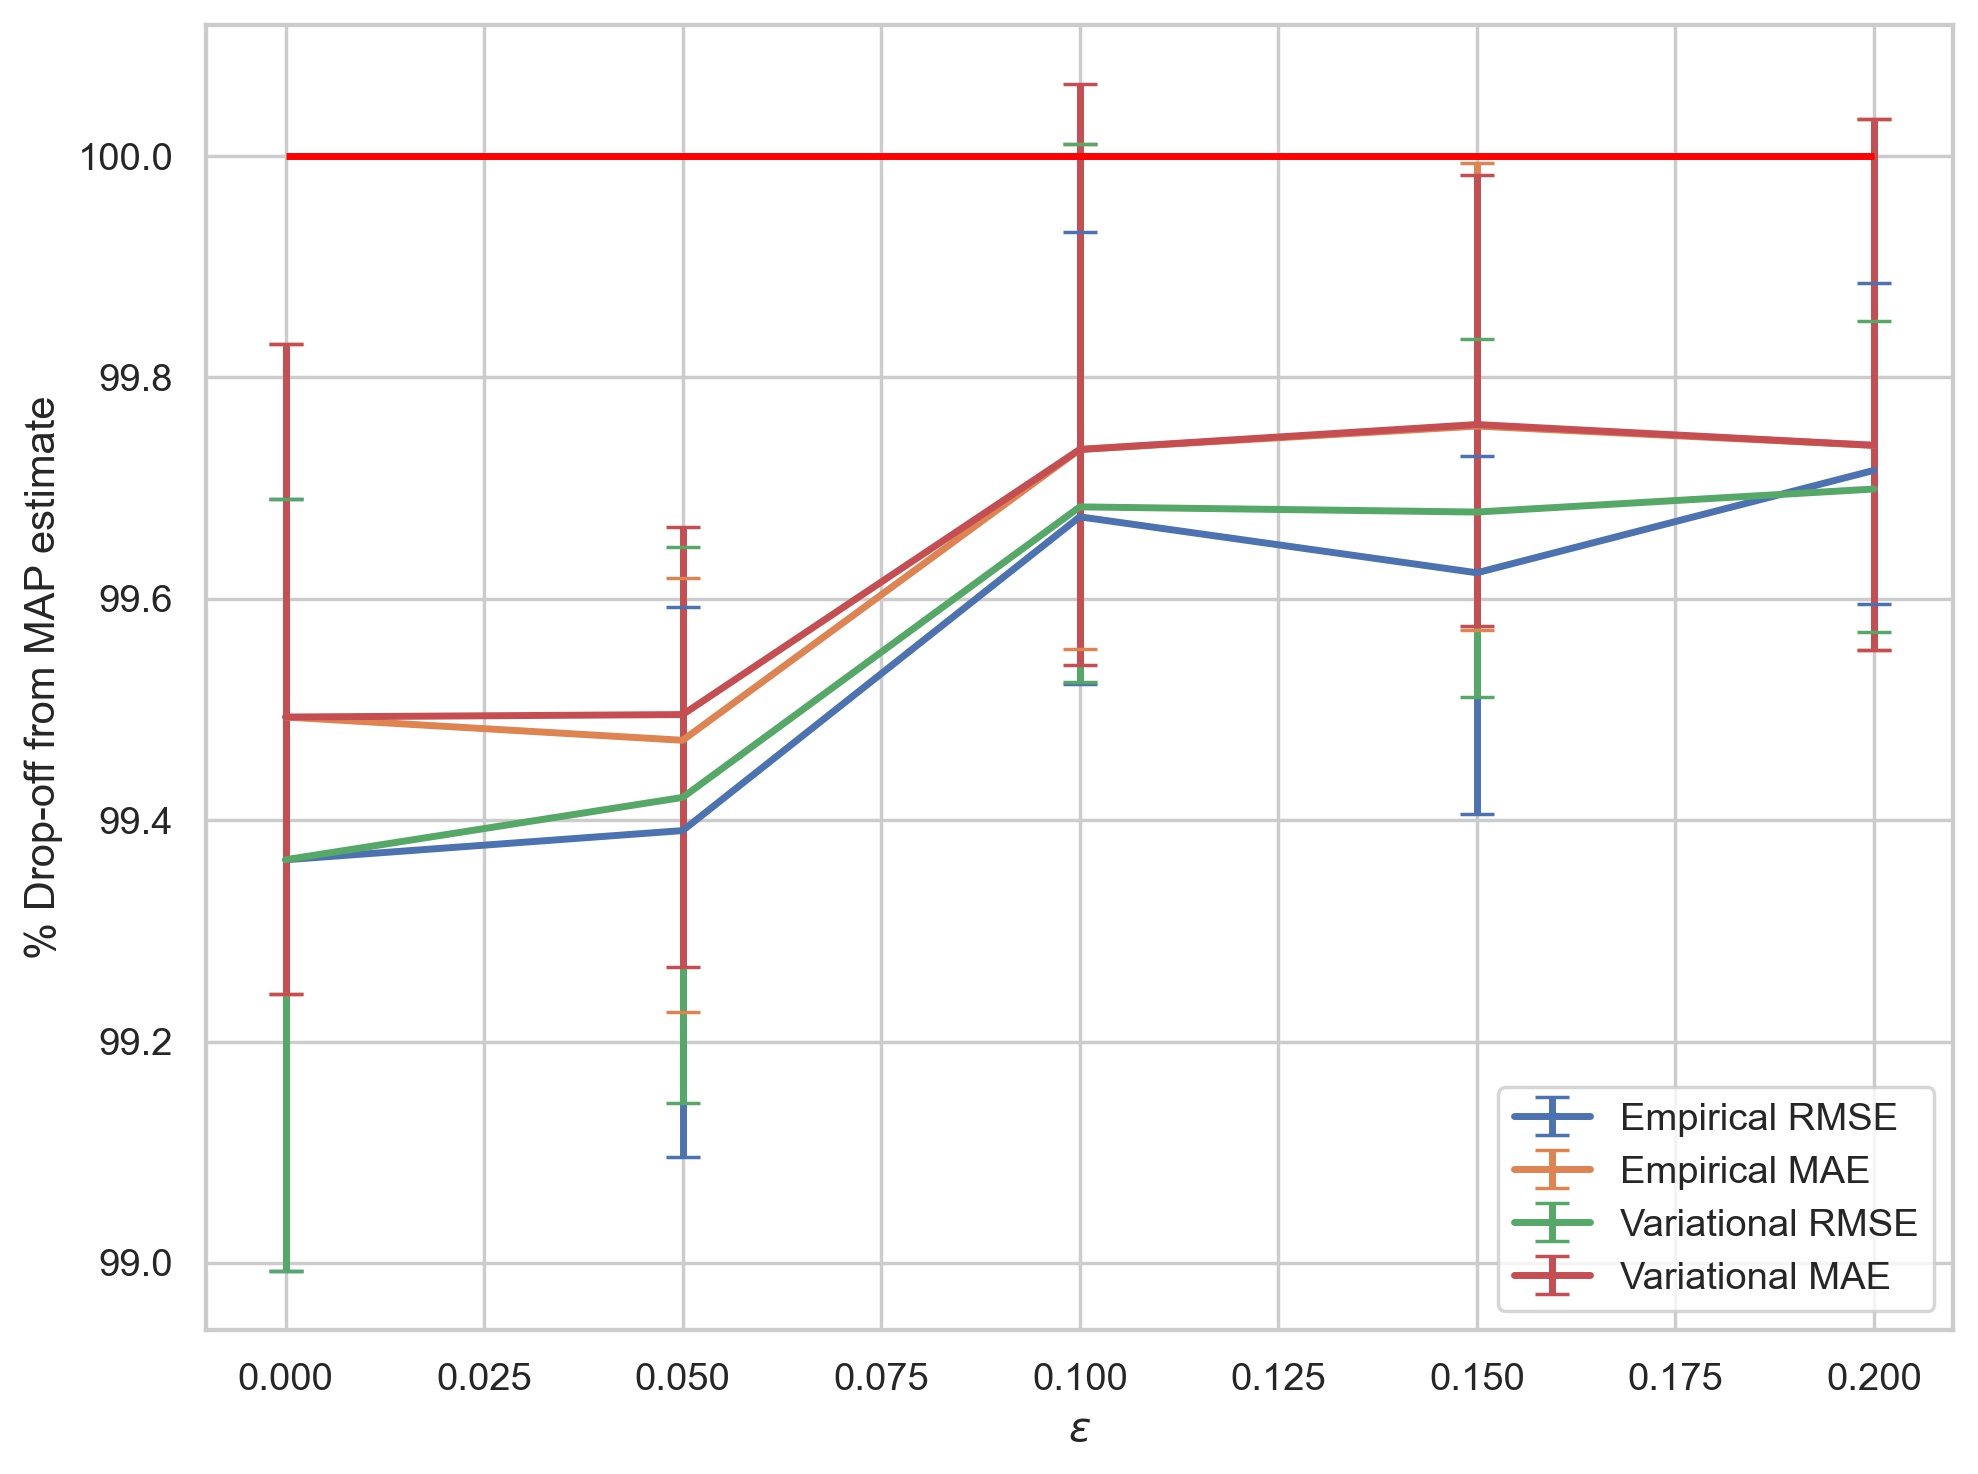 % Drop-off from MAP estimate
100.0
99.8
99.6
99.4
99.2
99.0
Empirical RMSE
Empirical MAE
Variational RMSE
Variational MAE
0.000 0.025 0.050 0.075 0.100 0.125 0.150 0.175 0.200
ε